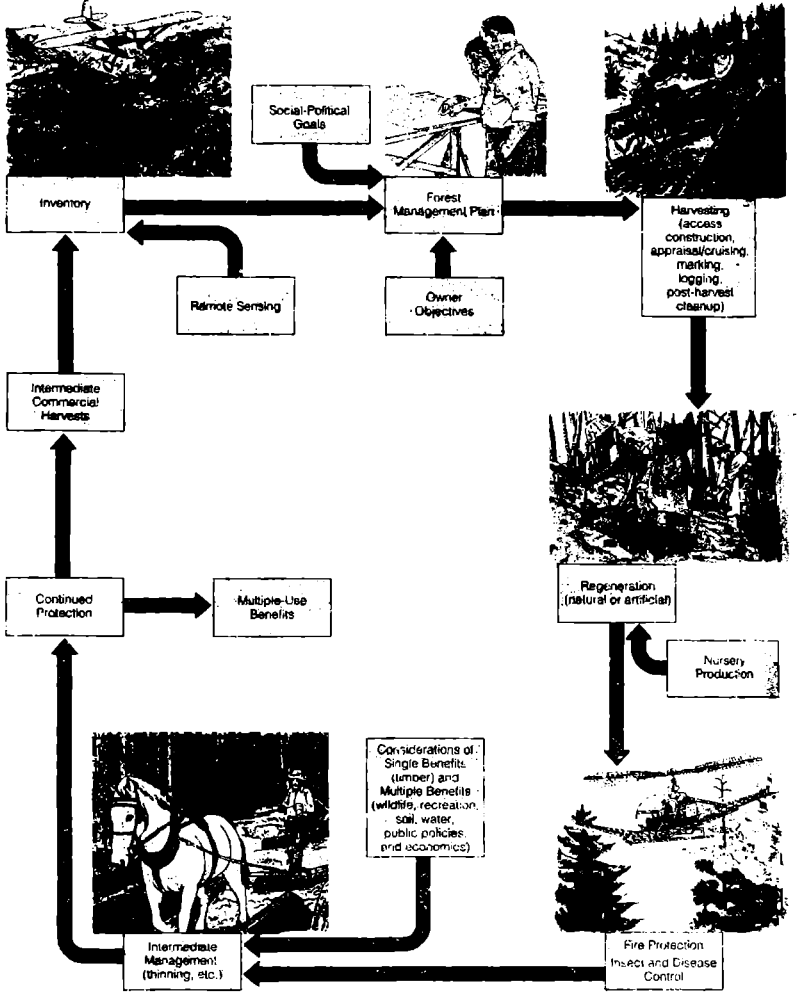 Social-Political
Goals
Inventory
Forest
Management Plan
Harvesting
(access
construction,
appraisal/cruising,
marking,
logging,
post-harvest
cleanup)
Remote Sensing
Owner
Objectives
Intermediate
Commercial
Harvests
Continued
Protection
Multiple-Use
Benefits
Regeneration
(natural or artificial)
Nursery
Production
Considerations of
Single Benefits
(timber) and
Multiple Benefits
(wildlife, recreation,
soil, water,
public policies,
and economics)
Intermediate
Management
(thinning, etc.)
Fire Protection
Insect and Disease
Control